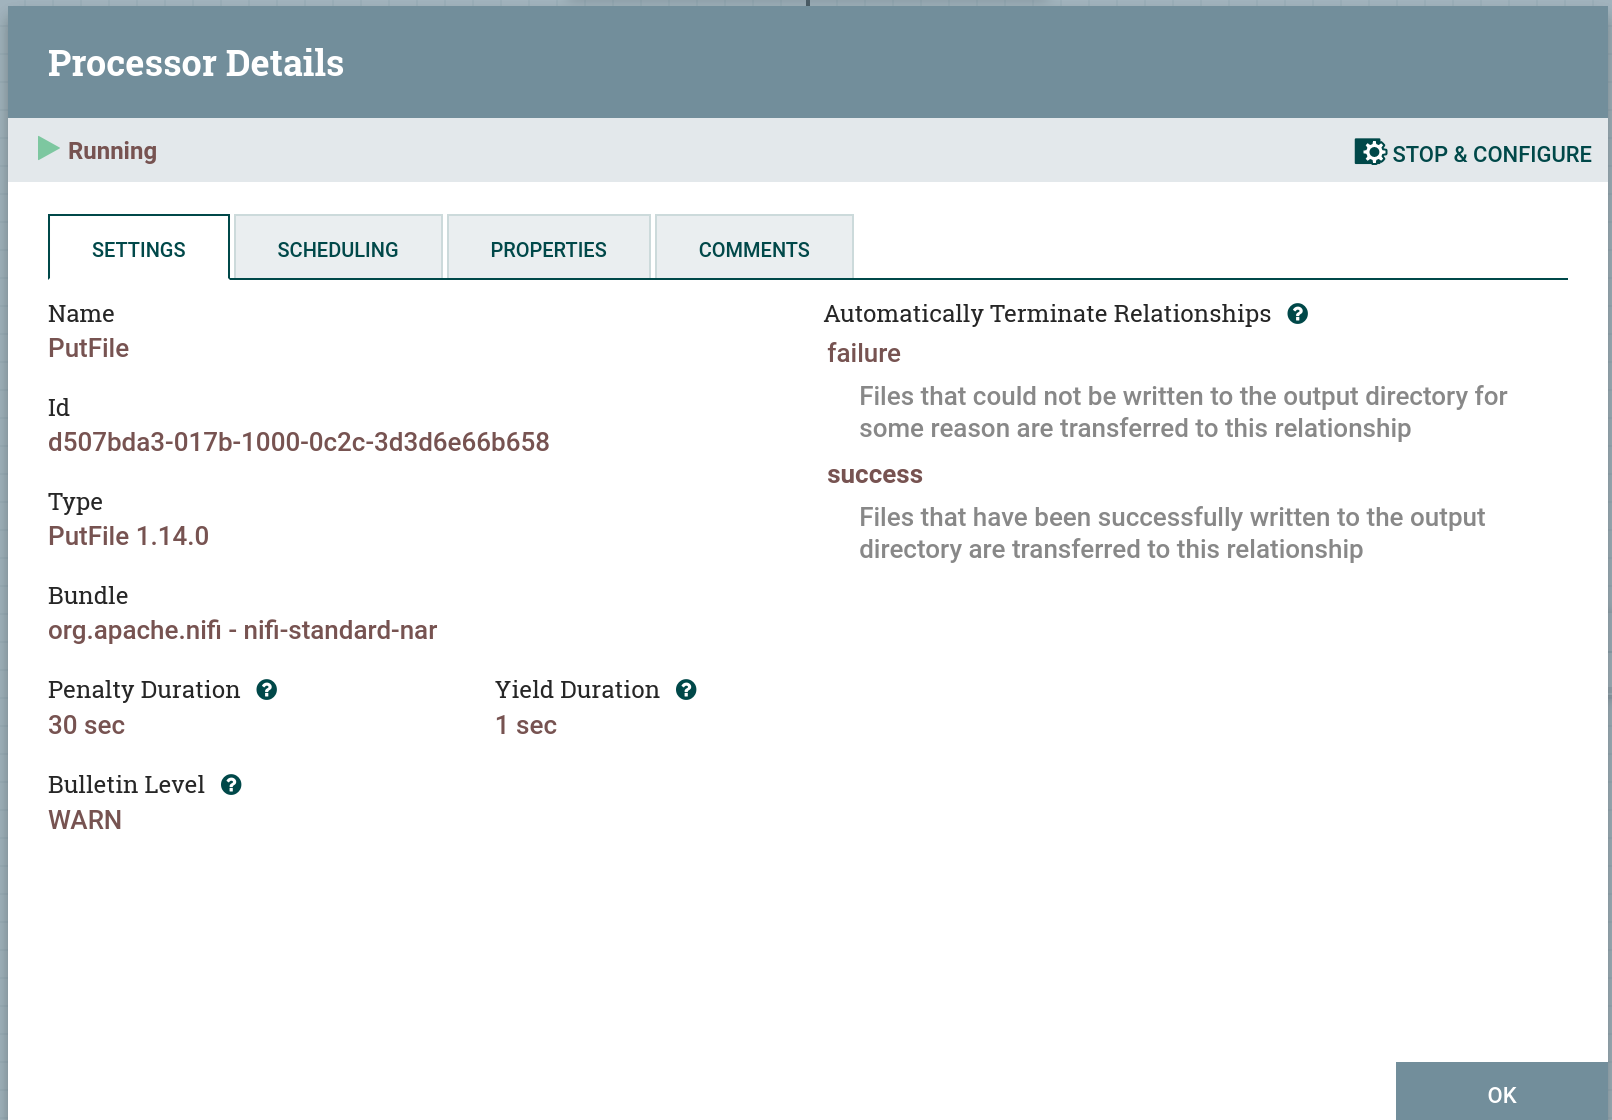 Processor Details
Running
STOP & CONFIGURE
SETTINGS
SCHEDULING
PROPERTIES
COMMENTS
Name
PutFile
Id
d507bda3-017b-1000-0c2c-3d3d6e66b658
Type
PutFile 1.14.0
Bundle
org.apache.nifi - nifi-standard-nar
Penalty Duration
30 sec
Yield Duration
1 sec
Bulletin Level
WARN
Automatically Terminate Relationships
failure
Files that could not be written to the output directory for
some reason are transferred to this relationship
success
Files that have been successfully written to the output
directory are transferred to this relationship
OK